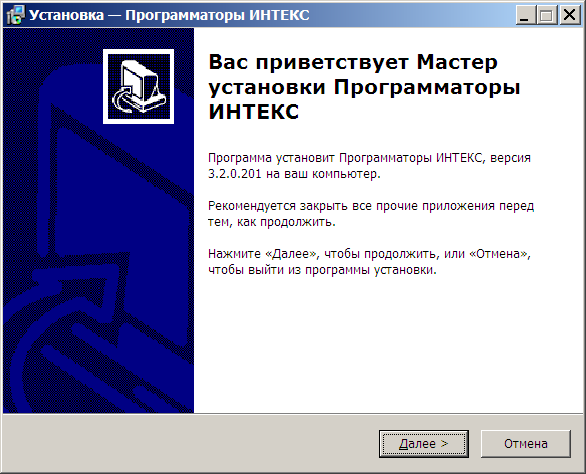 Установка — Программаторы ИНТЕКС
Вас приветствует Мастер
установки Программаторы
ИНТЕКС
Программа установит Программаторы ИНТЕКС, версия
3.2.0.201 на ваш компьютер.
Рекомендуется закрыть все прочие приложения перед
тем, как продолжить.
Нажмите «Далее», чтобы продолжить, или «Отмена»,
чтобы выйти из программы установки.
Далее >
Отмена